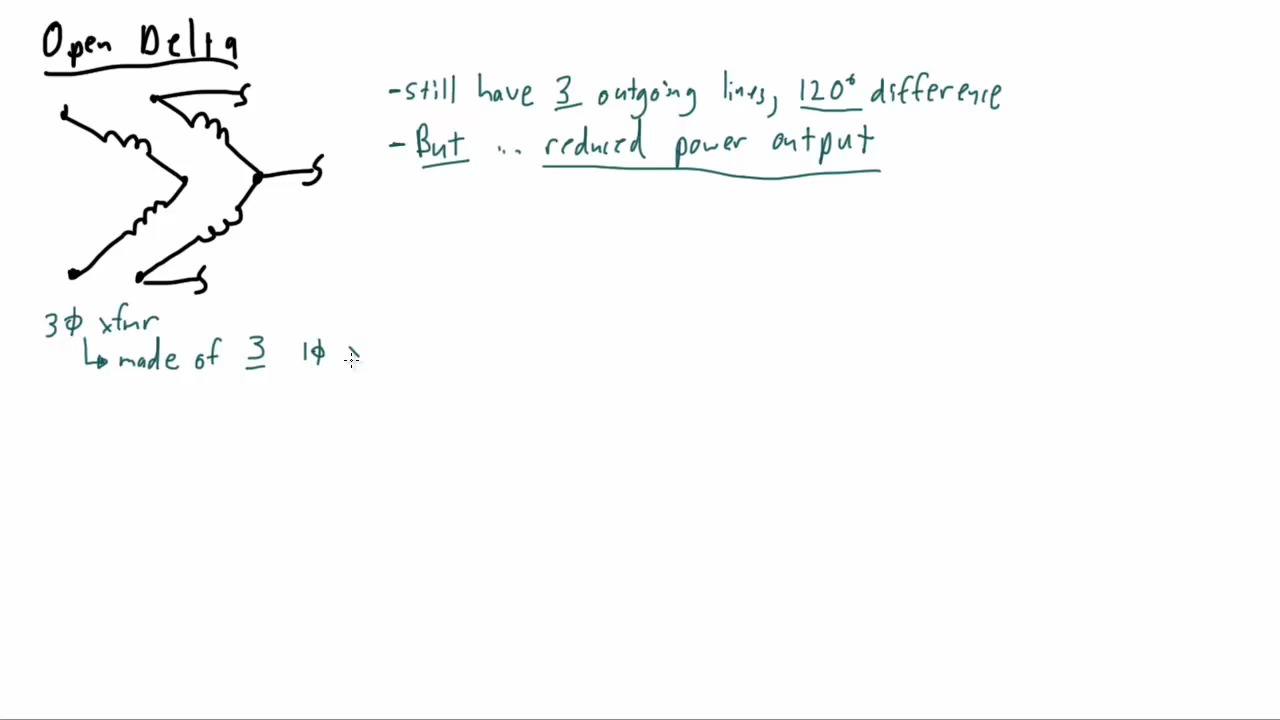 Open Delta
-still have 3 outgoing lines, 120° difference
- But ... reduced power output
3ϕ xfmr
↳ made of 3 1ϕ